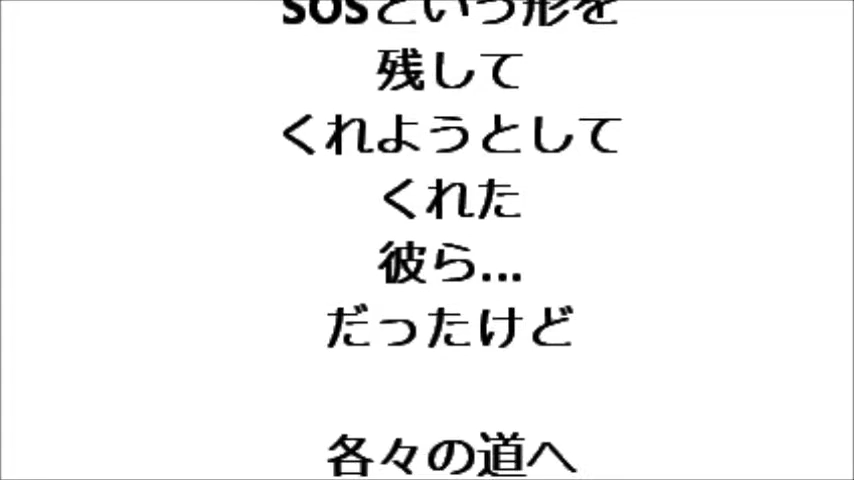 SOSという形を
残して
くれようとして
くれた
彼ら...
だったけど
各々の道へ